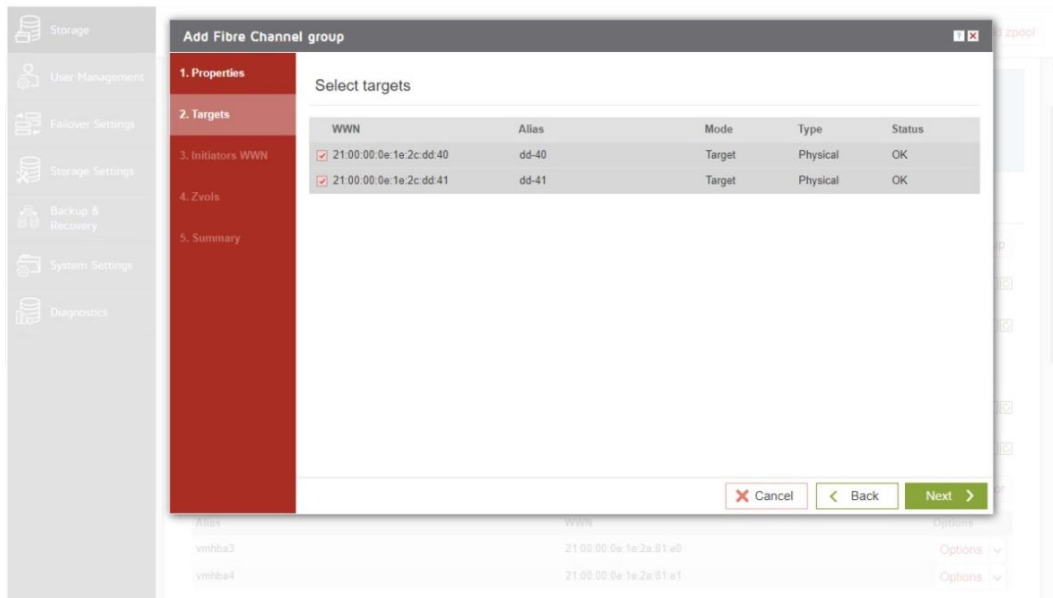 Storage
User Management
Failover Settings
Storage Settings
Backup &
Recovery
System Settings
Diagnostics
zpool
Add Fibre Channel group
?
1. Properties
2. Targets
3. Initiators WWN
4. Zvols
5. Summary
Select targets
WWN Alias Mode Type Status
21:00:00:0e:1e:2c:dd:40 dd-40 Target Physical OK
21:00:00:0e:1e:2c:dd:41 dd-41 Target Physical OK
Cancel Back Next
Alias WWN Options
vmhba3 21:00:00:0e:1e:2a:81:e0 Options
vmhba4 21:00:00:0e:1e:2a:81:e1 Options